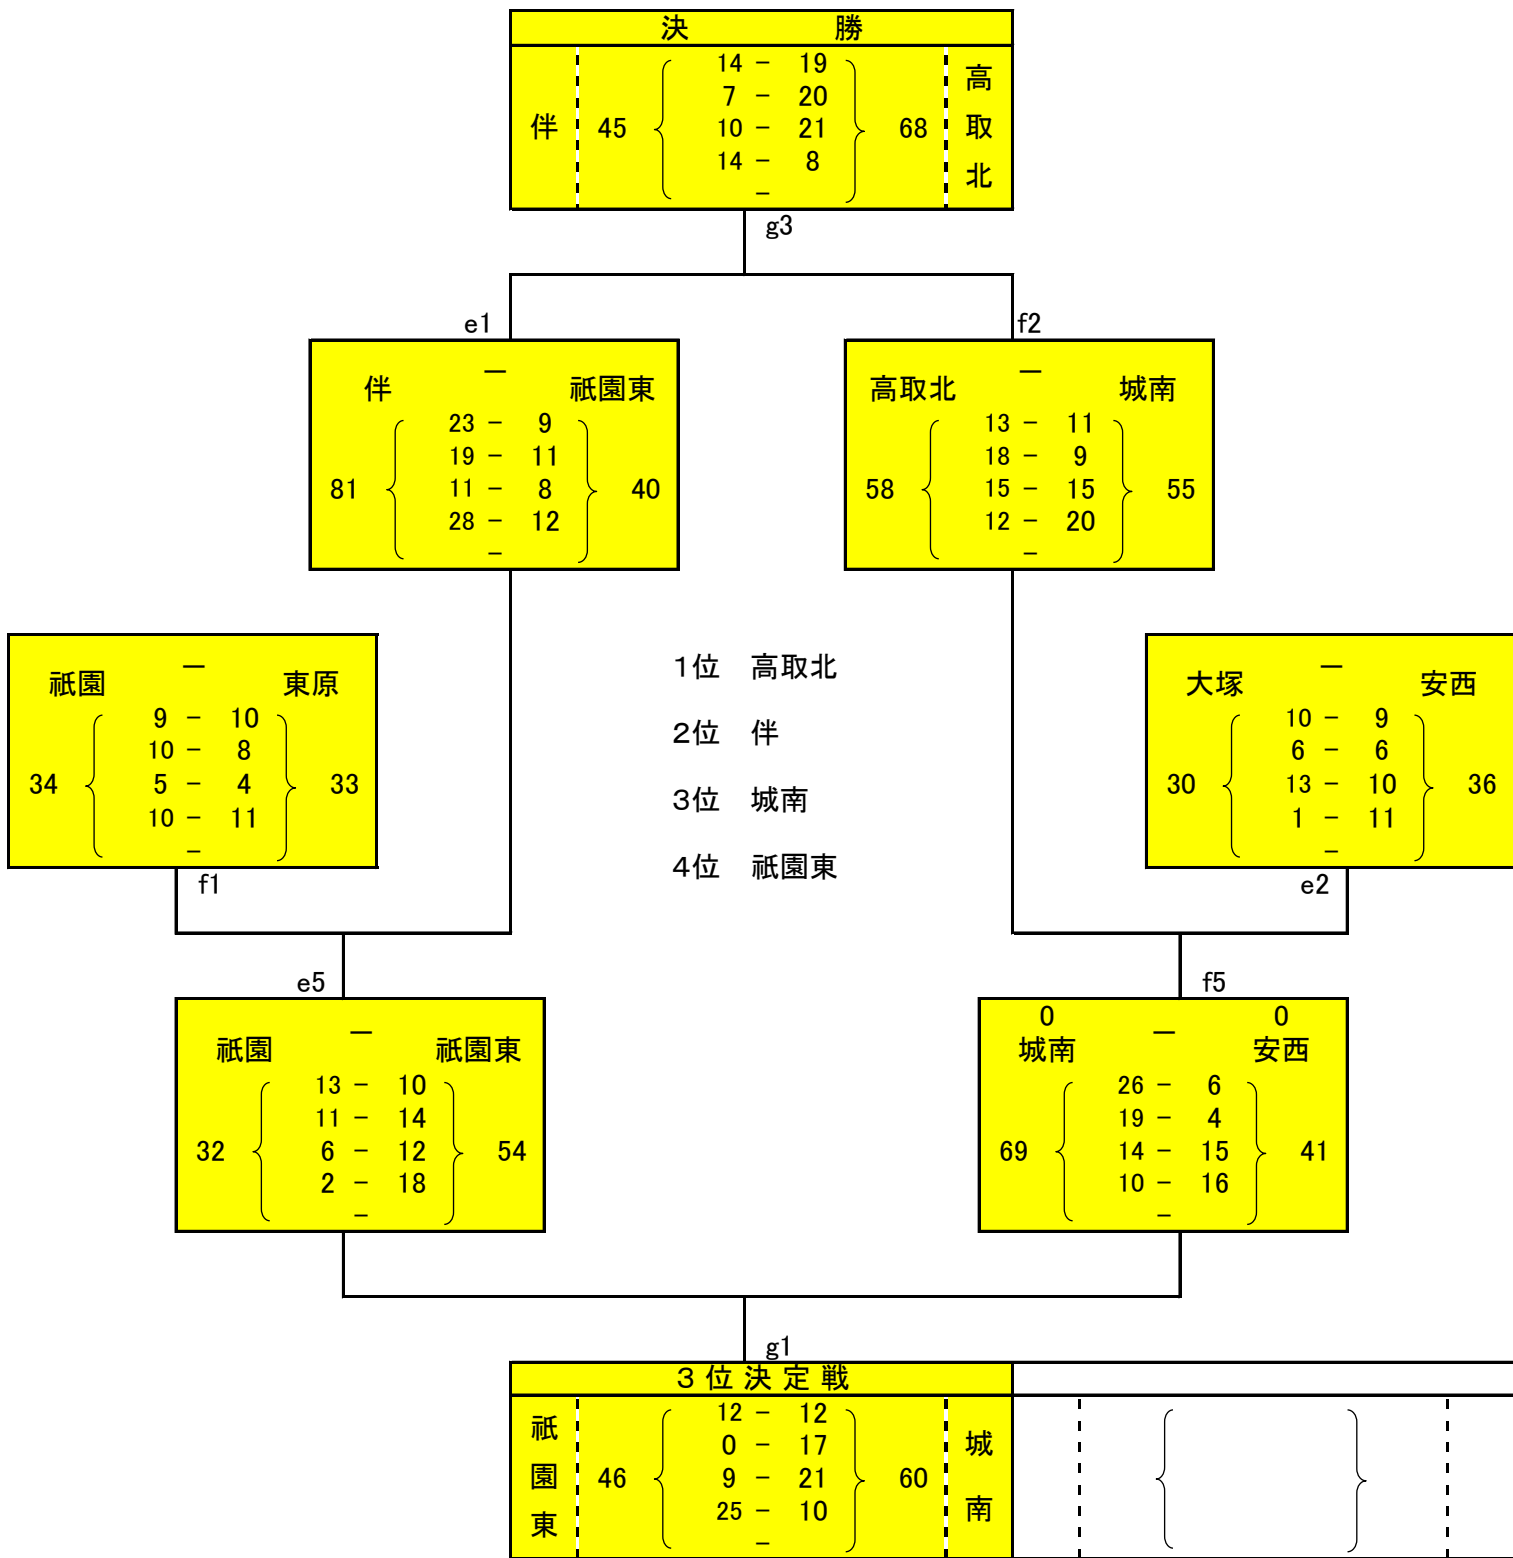 決 勝
伴 45 14 － 19 68 高取北
7 － 20
10 － 21
14 － 8
－
g3
e1
f2
－
伴 祇園東
23 － 9
19 － 11
81 11 － 8 40
28 － 12
－
－
高取北 城南
13 － 11
18 － 9
58 15 － 15 55
12 － 20
－
－
祇園 東原
9 － 10
10 － 8
34 5 － 4 33
10 － 11
－
f1
1位 高取北
2位 伴
3位 城南
4位 祇園東
－
大塚 安西
10 － 9
6 － 6
30 13 － 10 36
1 － 11
－
e2
e5
f5
－
祇園 祇園東
13 － 10
11 － 14
32 6 － 12 54
2 － 18
－
0 － 0
城南 安西
26 － 6
19 － 4
69 14 － 15 41
10 － 16
－
g1
3位決定戦
祇園東 46 12 － 12 60 城南
0 － 17
9 － 21
25 － 10
－